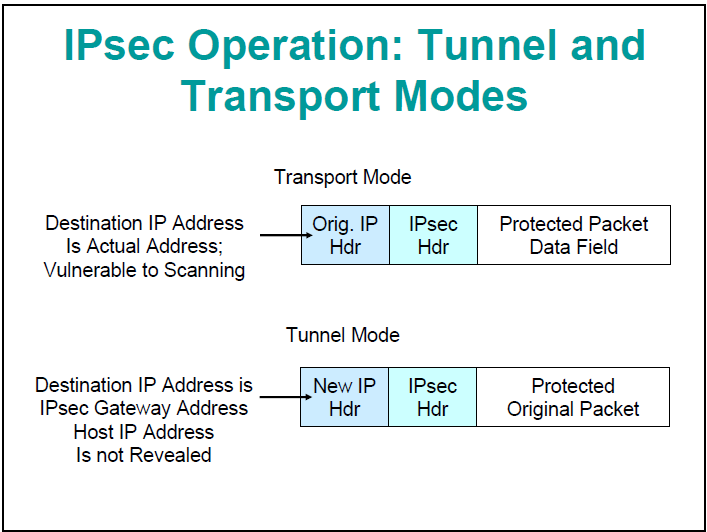 IPsec Operation: Tunnel and
Transport Modes
Transport Mode
Destination IP Address
Is Actual Address;
Vulnerable to Scanning
Orig. IP
Hdr
IPsec
Hdr
Protected Packet
Data Field
Tunnel Mode
Destination IP Address is
IPsec Gateway Address
Host IP Address
Is not Revealed
New IP
Hdr
IPsec
Hdr
Protected
Original Packet